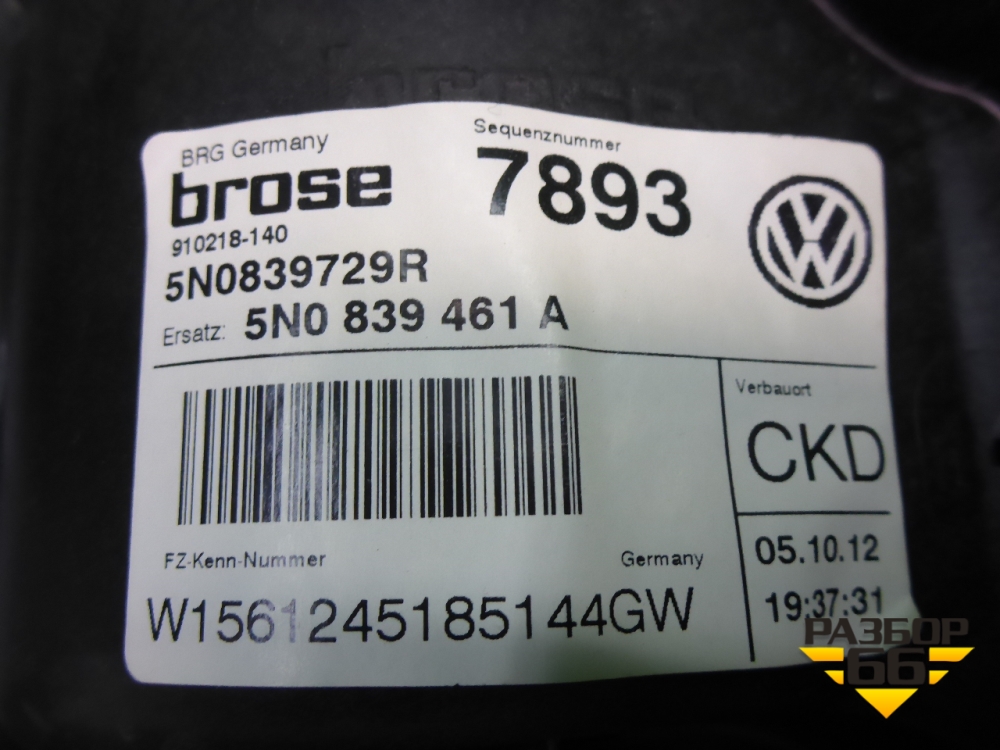 BRG Germany
brose
910218-140
5N0839729R
Ersatz: 5N0 839 461 A
Sequenznummer
7893
VW
Verbauort
CKD
FZ-Kenn-Nummer
Germany
W1561245185144GW
05.10.12
19:37:31
РАЗБОР
66